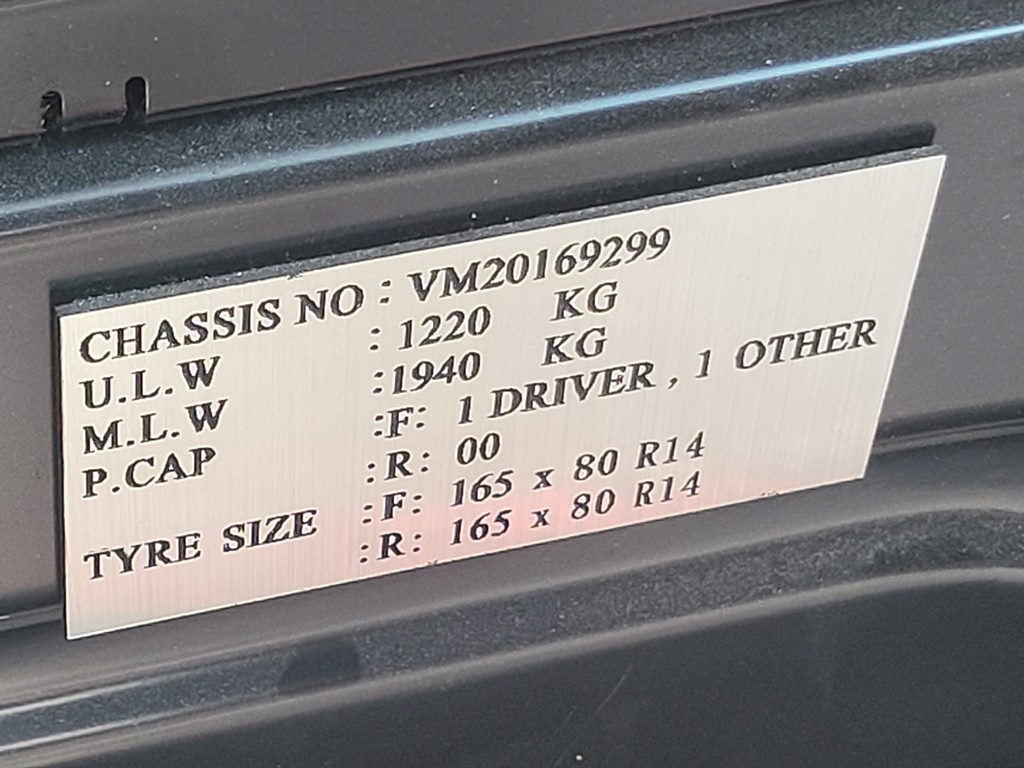 CHASSIS NO : VM20169299
U.L.W : 1220 KG
M.L.W :1940 KG
P.CAP :F: 1 DRIVER , 1 OTHER
:R: 00
TYRE SIZE :F: 165 x 80 R14
:R: 165 x 80 R14